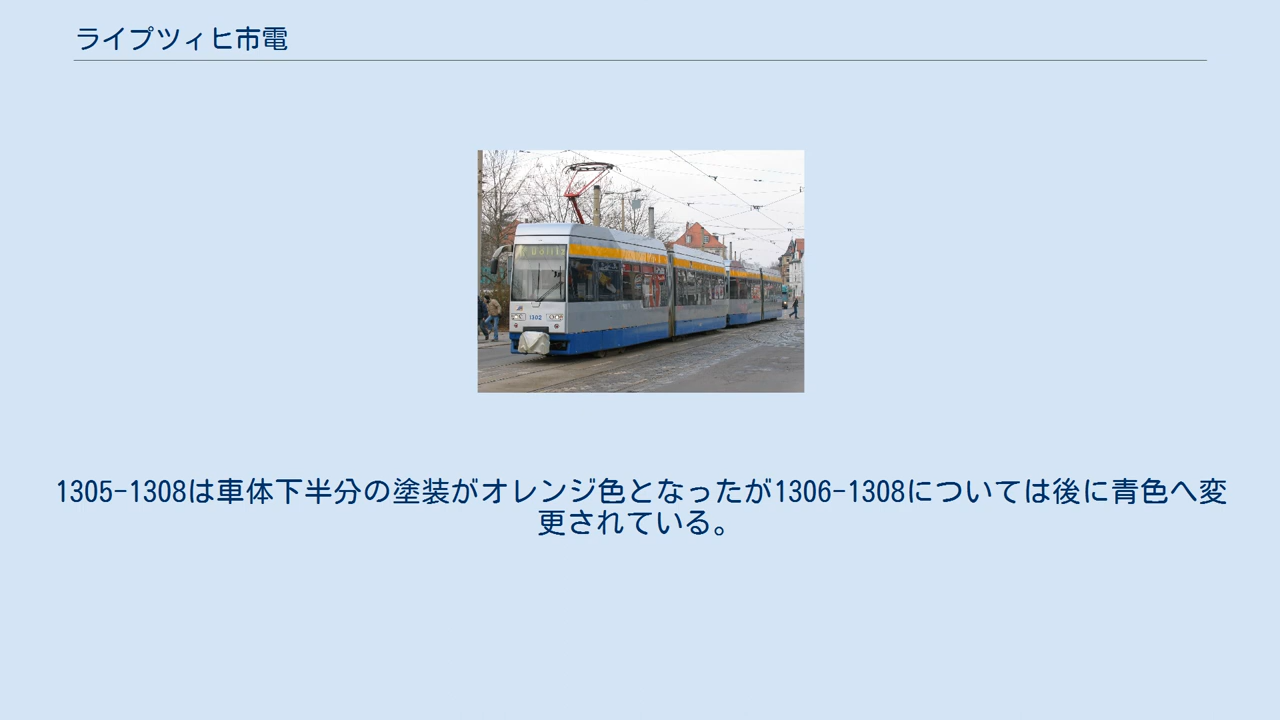 ライプツィヒ市電
1302
1305-1308は車体下半分の塗装がオレンジ色となったが1306-1308については後に青色へ変
更されている。